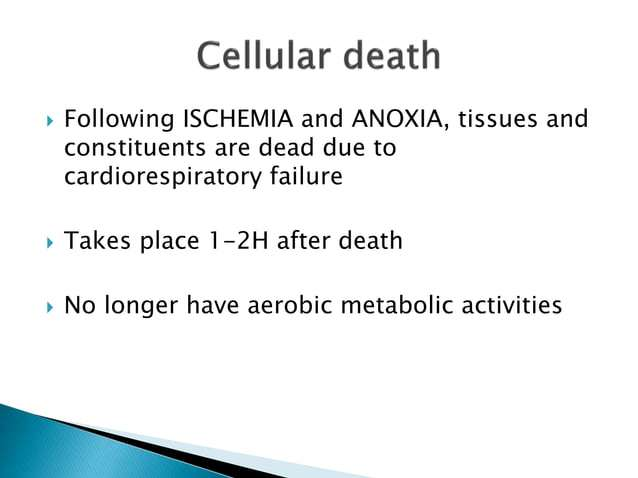 Cellular death
Following ISCHEMIA and ANOXIA, tissues and
constituents are dead due to
cardiorespiratory failure
Takes place 1-2H after death
No longer have aerobic metabolic activities